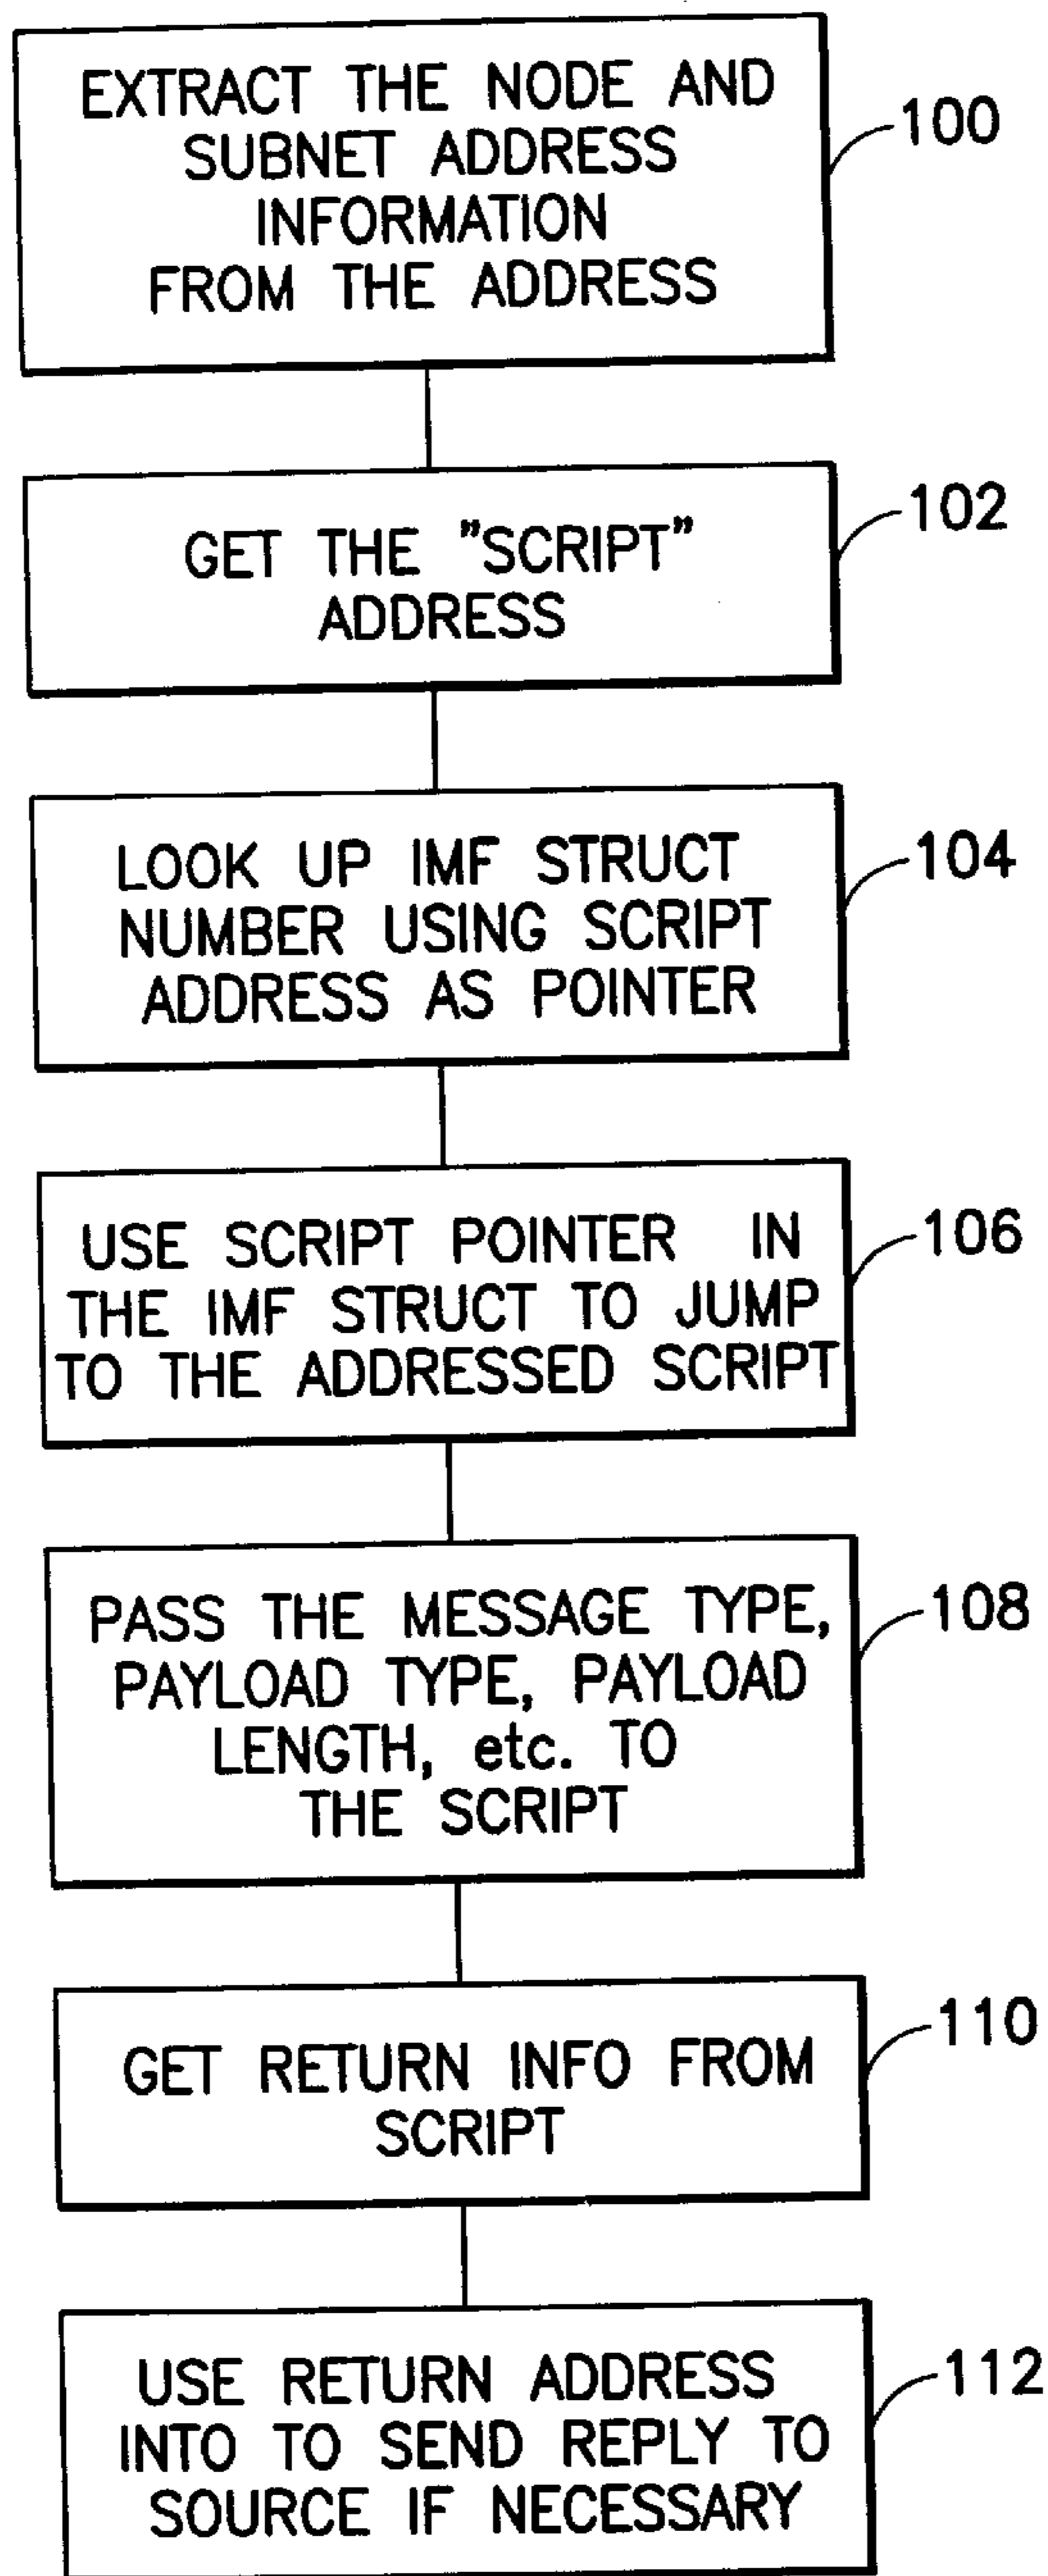 EXTRACT THE NODE AND
SUBNET ADDRESS
INFORMATION
FROM THE ADDRESS
100
GET THE "SCRIPT"
ADDRESS
102
LOOK UP IMF STRUCT
NUMBER USING SCRIPT
ADDRESS AS POINTER
104
USE SCRIPT POINTER IN
THE IMF STRUCT TO JUMP
TO THE ADDRESSED SCRIPT
106
PASS THE MESSAGE TYPE,
PAYLOAD TYPE, PAYLOAD
LENGTH, etc. TO
THE SCRIPT
108
GET RETURN INFO FROM
SCRIPT
110
USE RETURN ADDRESS
INTO TO SEND REPLY TO
SOURCE IF NECESSARY
112